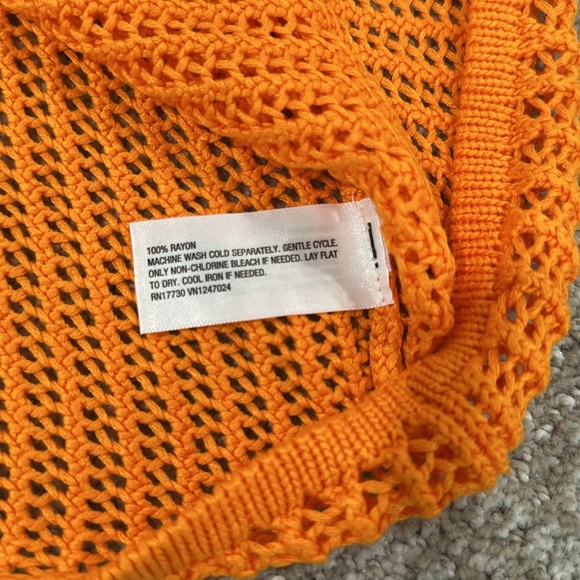 100% RAYON
MACHINE WASH COLD SEPARATELY. GENTLE CYCLE.
ONLY NON-CHLORINE BLEACH IF NEEDED. LAY FLAT
TO DRY. COOL IRON IF NEEDED.
RN17730 VN1247024